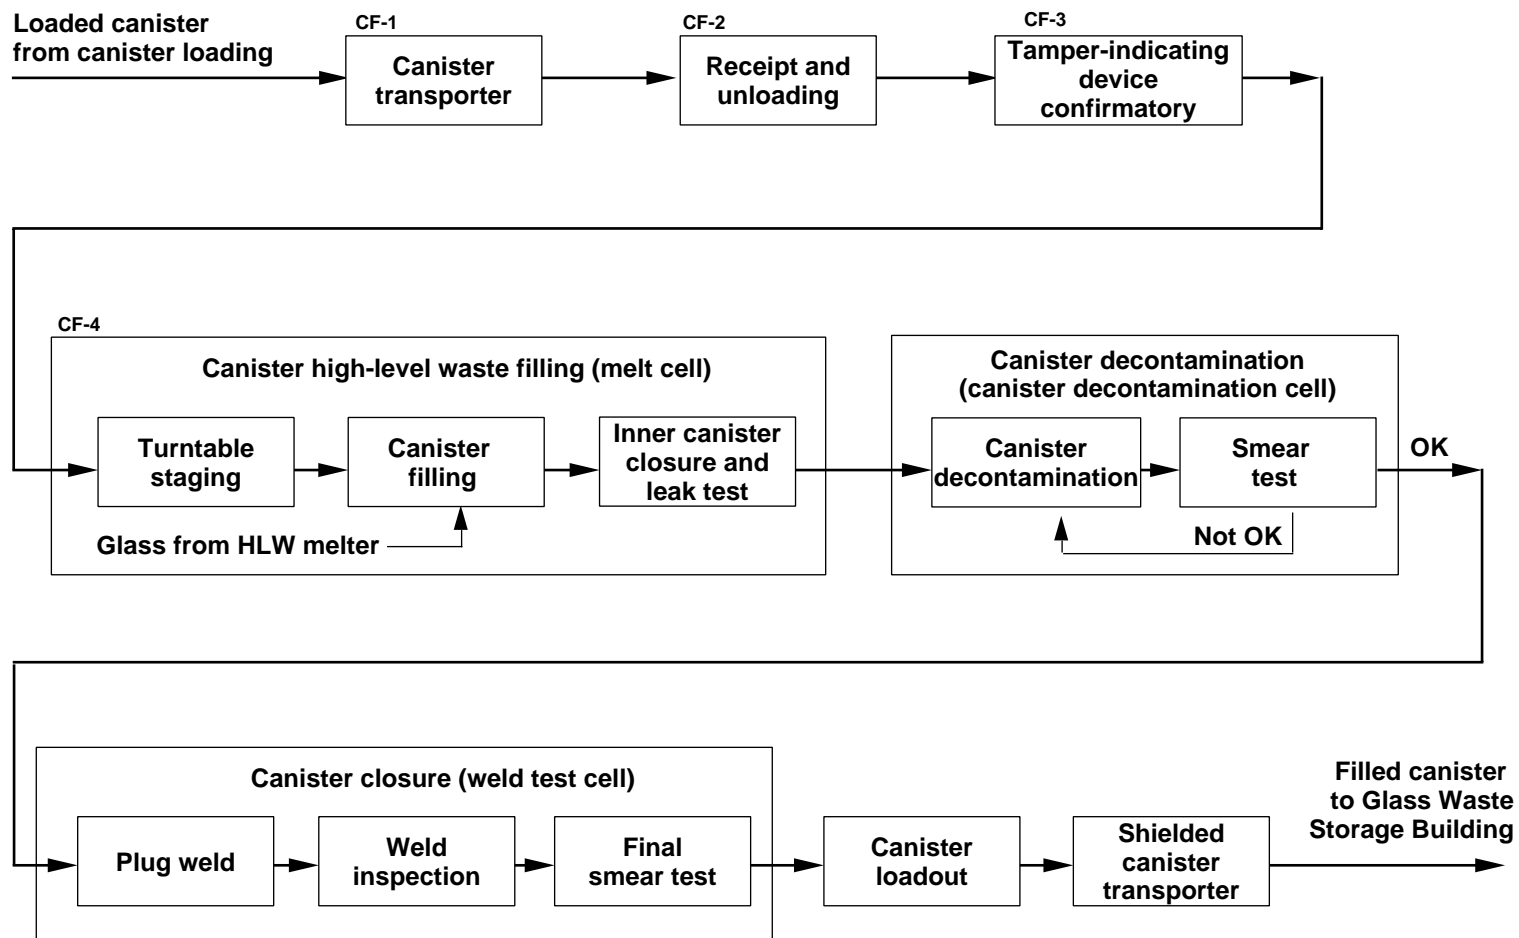 Loaded canister
from canister loading
CF-1
Canister
transporter
CF-2
Receipt and
unloading
CF-3
Tamper-indicating
device
confirmatory
CF-4
Canister high-level waste filling (melt cell)
Turntable
staging
Canister
filling
Inner canister
closure and
leak test
Glass from HLW melter
Canister decontamination
(canister decontamination cell)
Canister
decontamination
Smear
test
OK
Not OK
Canister closure (weld test cell)
Plug weld
Weld
inspection
Final
smear test
Canister
loadout
Shielded
canister
transporter
Filled canister
to Glass Waste
Storage Building